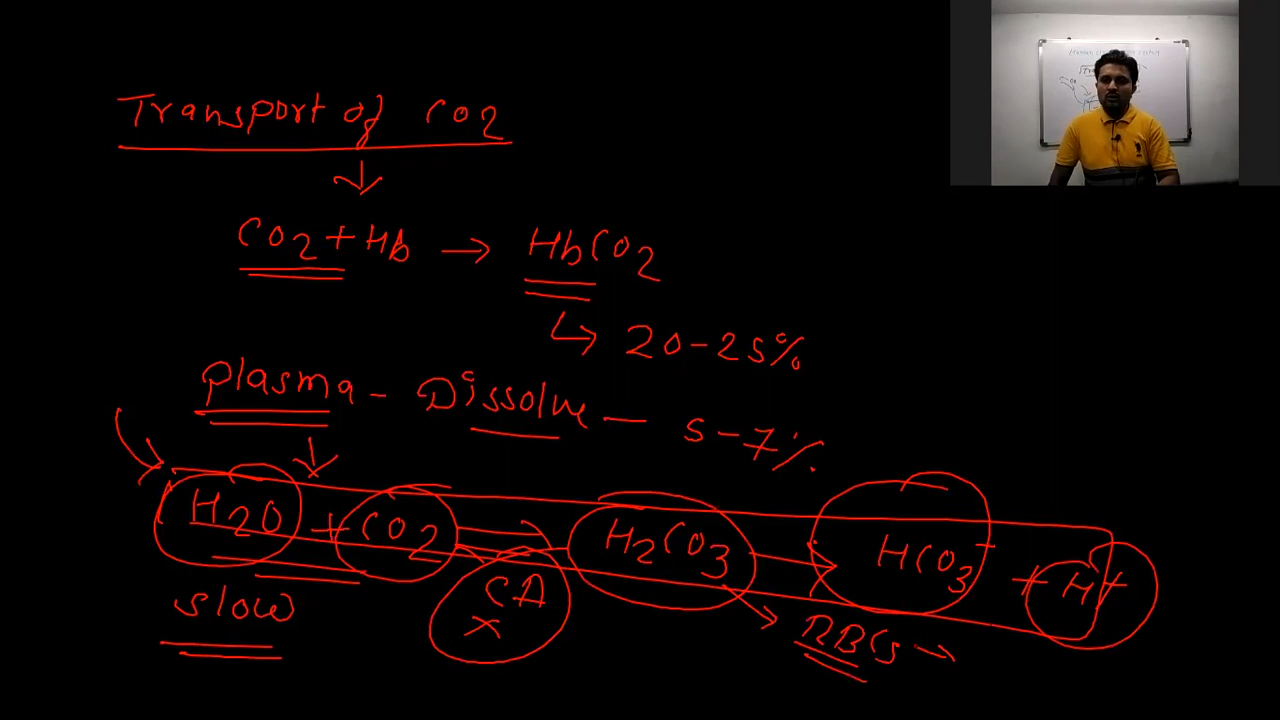 Transport of CO2
CO2 + Hb → HbCO2
↳ 20-25%
plasma - Dissolve - 5-7%
H2O + CO2 → H2CO3 → HCO3- + H+
CA
x
slow
RBCs →